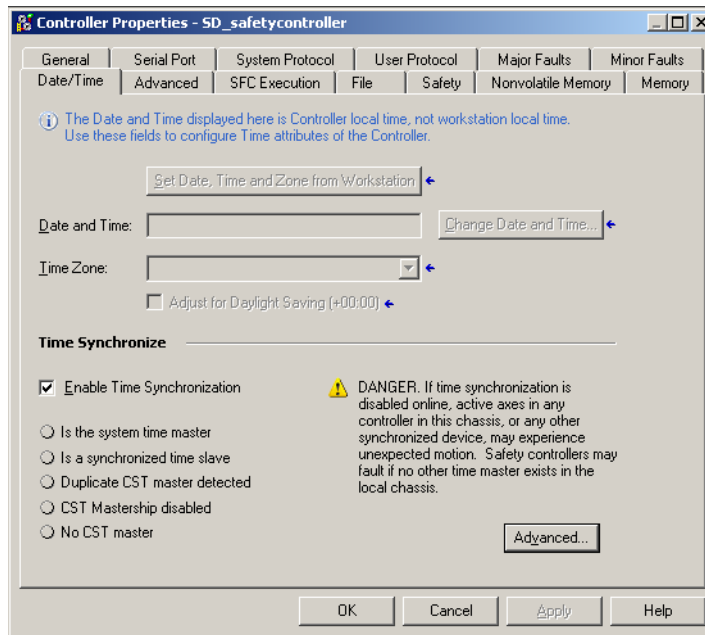 Controller Properties - SD_safetycontroller
General Serial Port System Protocol User Protocol Major Faults Minor Faults
Date/Time Advanced SFC Execution File Safety Nonvolatile Memory Memory
The Date and Time displayed here is Controller local time, not workstation local time.
Use these fields to configure Time attributes of the Controller.
Set Date, Time and Zone from Workstation
Date and Time: Change Date and Time...
Time Zone:
Adjust for Daylight Saving (+00:00)
Time Synchronize
Enable Time Synchronization
Is the system time master
Is a synchronized time slave
Duplicate CST master detected
CST Mastership disabled
No CST master
DANGER. If time synchronization is
disabled online, active axes in any
controller in this chassis, or any other
synchronized device, may experience
unexpected motion. Safety controllers may
fault if no other time master exists in the
local chassis.
Advanced...
OK Cancel Apply Help